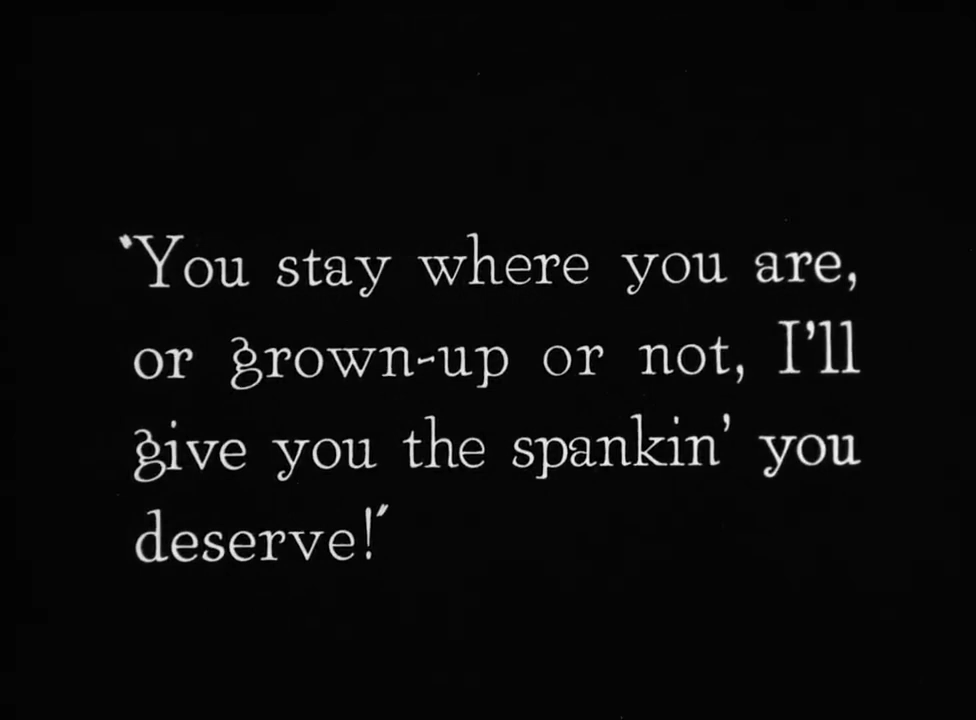 "You stay where you are,
or grown-up or not, I'll
give you the spankin' you
deserve!"